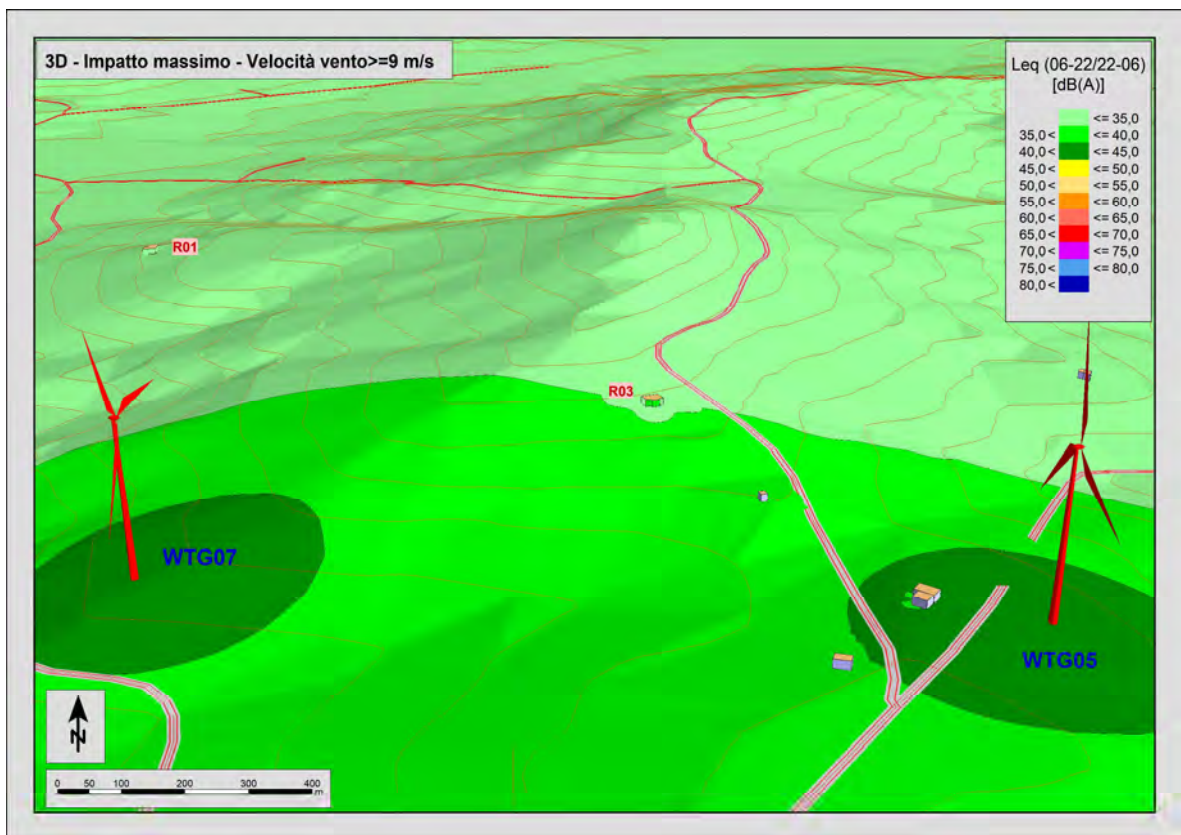 3D - Impatto massimo - Velocità vento>=9 m/s
Leq (06-22/22-06)
[dB(A)]
<= 35,0
35,0< <= 40,0
40,0< <= 45,0
45,0< <= 50,0
50,0< <= 55,0
55,0< <= 60,0
60,0< <= 65,0
65,0< <= 70,0
70,0< <= 75,0
75,0< <= 80,0
80,0<
R01
R03
WTG07
WTG05
N
0 50 100 200 300 400
m